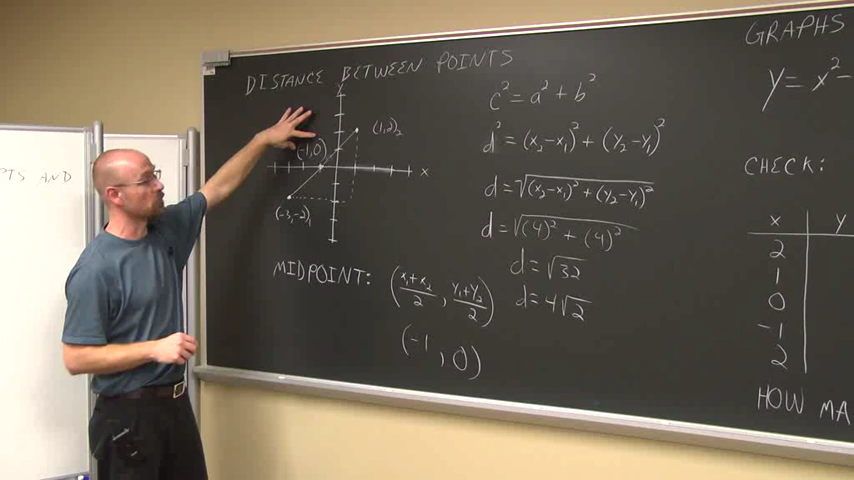 DISTANCE BETWEEN POINTS
y
(1,2)₂
(-1,0)
x
(-3,-2)₁
MIDPOINT: (x₁+x₂/2, y₁+y₂/2)
(-1, 0)
c² = a² + b²
d² = (x₂-x₁)² + (y₂-y₁)²
d = √(x₂-x₁)² + (y₂-y₁)²
d = √(4)² + (4)²
d = √32
d = 4√2
GRAPHS
y = x² -
CHECK:
x y
2
1
0
-1
2
HOW MA
PTS AND